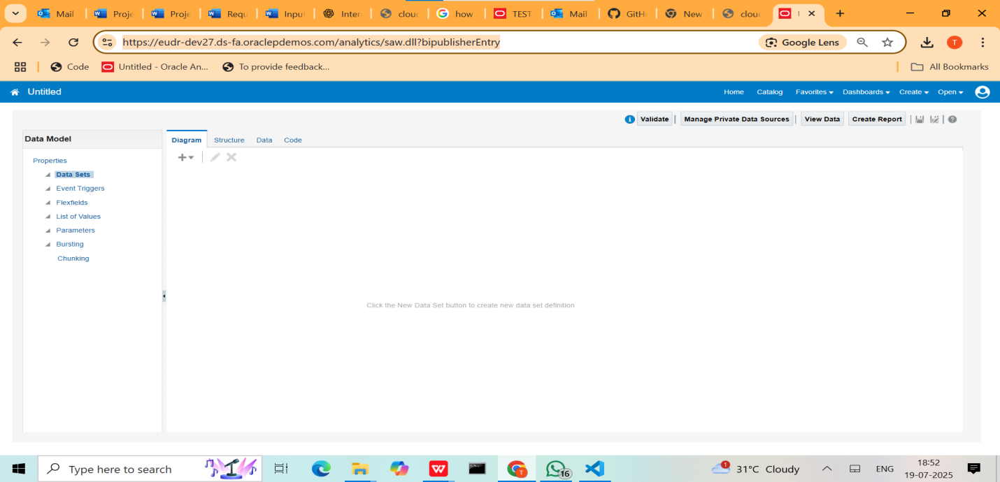 Mail Proje Proje Requ Inpu Inter clou how TEST Mail GitH New clou
https://eudr-dev27.ds-fa.oraclepdemos.com/analytics/saw.dll?bipublisherEntry Google Lens T
Code Untitled - Oracle An... To provide feedback... All Bookmarks
Untitled Home Catalog Favorites Dashboards Create Open
Validate | Manage Private Data Sources | View Data Create Report | |
Data Model
Diagram Structure Data Code
Properties
Data Sets
Event Triggers
Flexfields
List of Values
Parameters
Bursting
Chunking
Click the New Data Set button to create new data set definition
Type here to search T 16 1 31°C Cloudy ENG 18:52
19-07-2025